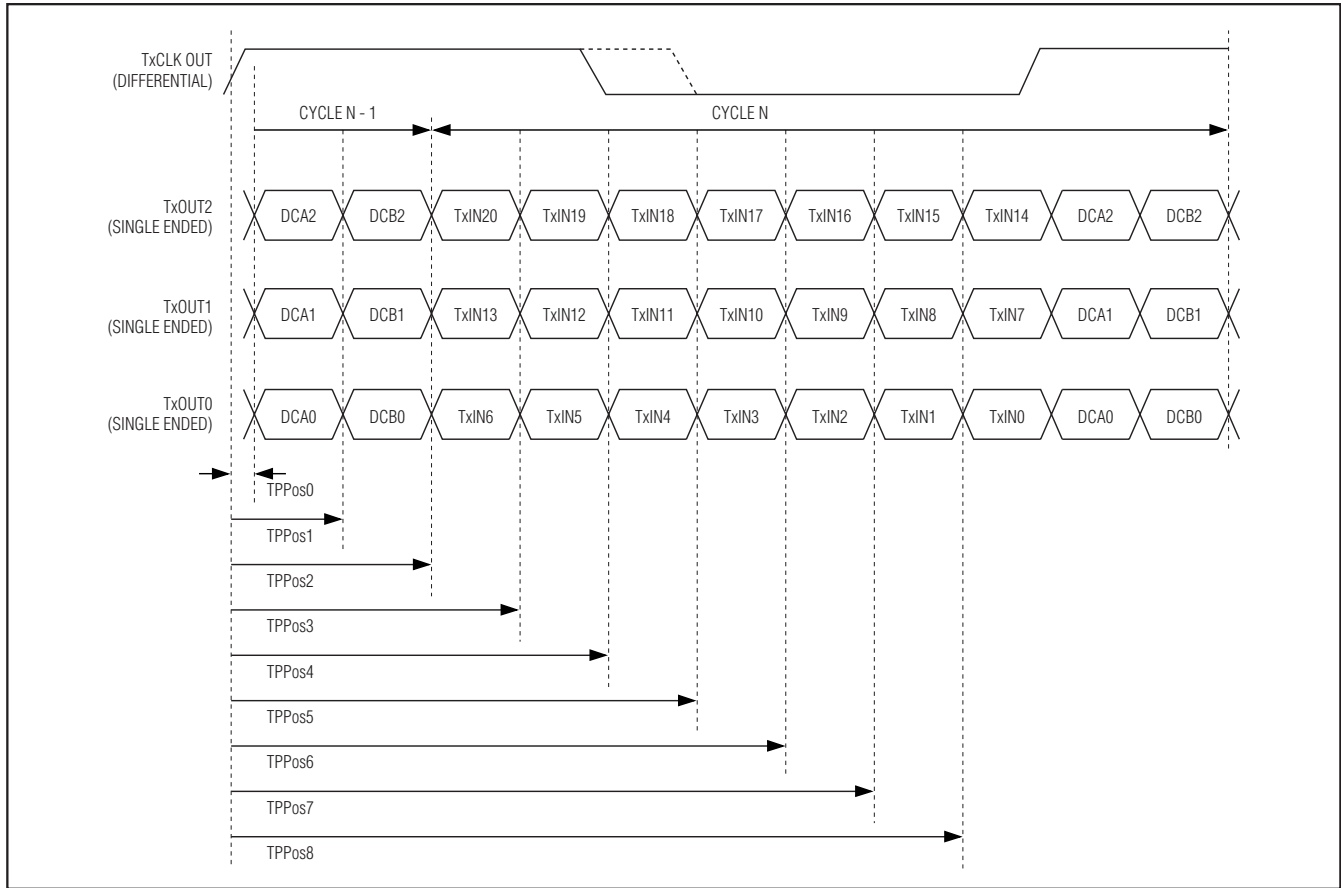 TxCLK OUT
(DIFFERENTIAL)
CYCLE N - 1
CYCLE N
TxOUT2
(SINGLE ENDED)
DCA2 DCB2 TxIN20 TxIN19 TxIN18 TxIN17 TxIN16 TxIN15 TxIN14 DCA2 DCB2
TxOUT1
(SINGLE ENDED)
DCA1 DCB1 TxIN13 TxIN12 TxIN11 TxIN10 TxIN9 TxIN8 TxIN7 DCA1 DCB1
TxOUT0
(SINGLE ENDED)
DCA0 DCB0 TxIN6 TxIN5 TxIN4 TxIN3 TxIN2 TxIN1 TxIN0 DCA0 DCB0
TPPos0
TPPos1
TPPos2
TPPos3
TPPos4
TPPos5
TPPos6
TPPos7
TPPos8